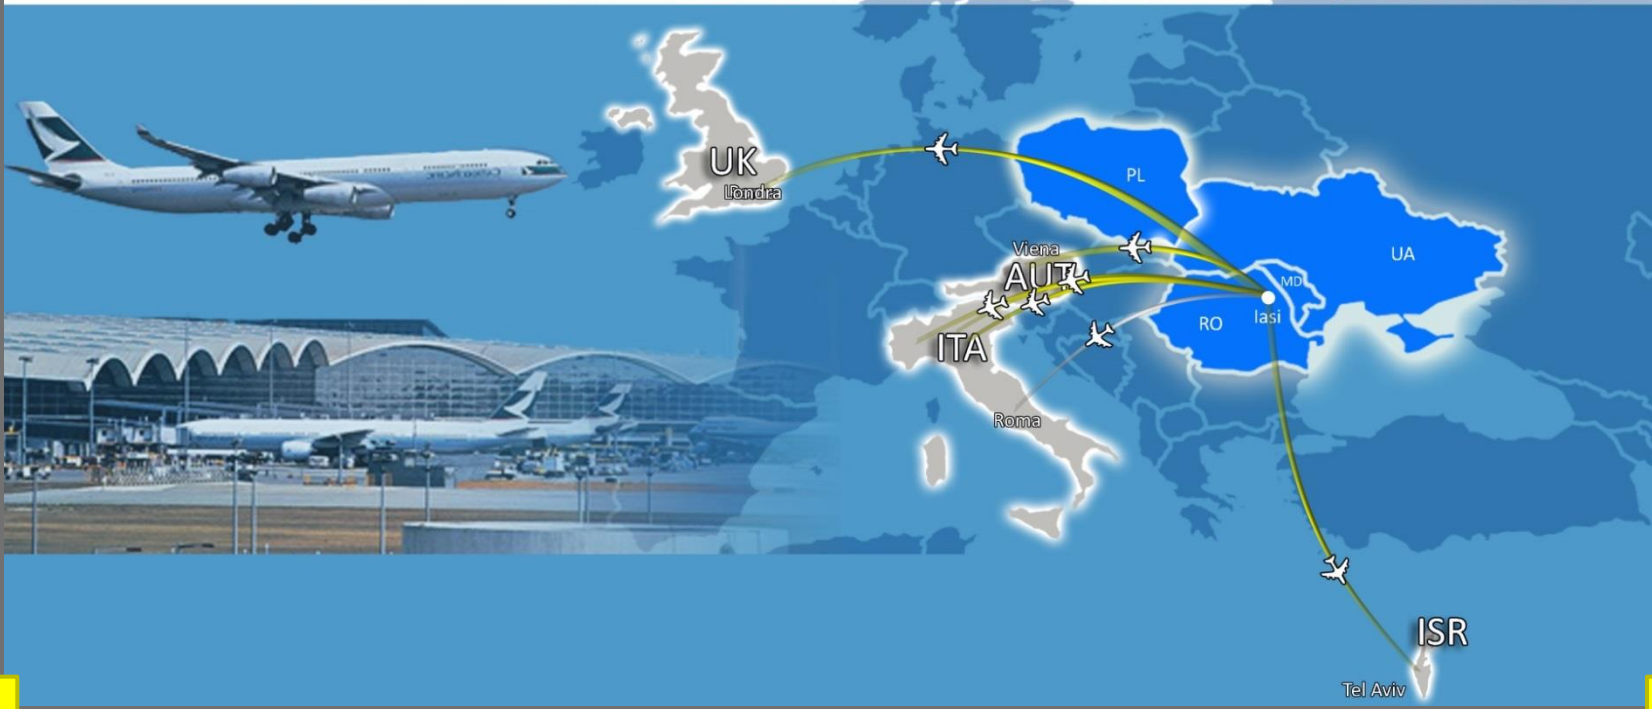 UK
Londra
PL
UA
Viena
AUT
MD
Iasi
RO
ITA
Roma
ISR
Tel Aviv